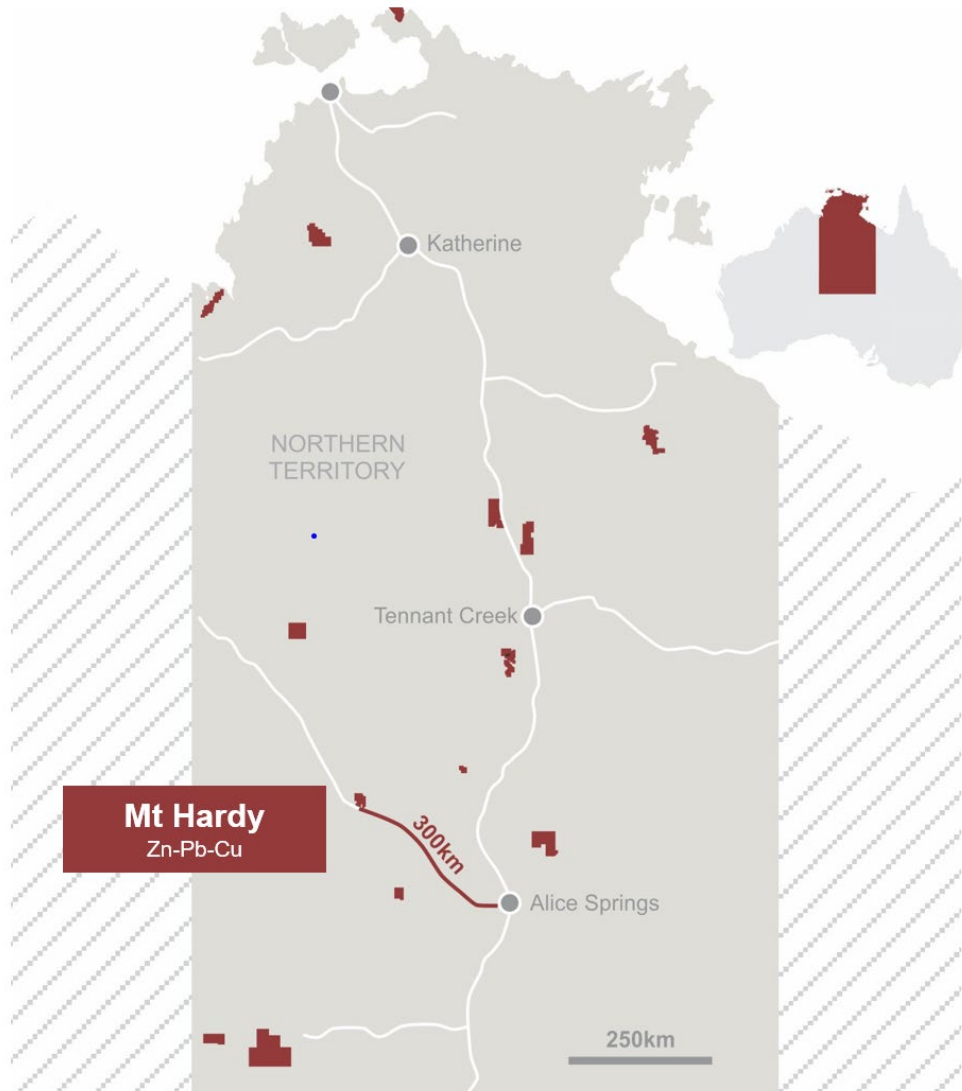 Katherine
NORTHERN
TERRITORY
Tennant Creek
Mt Hardy
Zn-Pb-Cu
300km
Alice Springs
250km